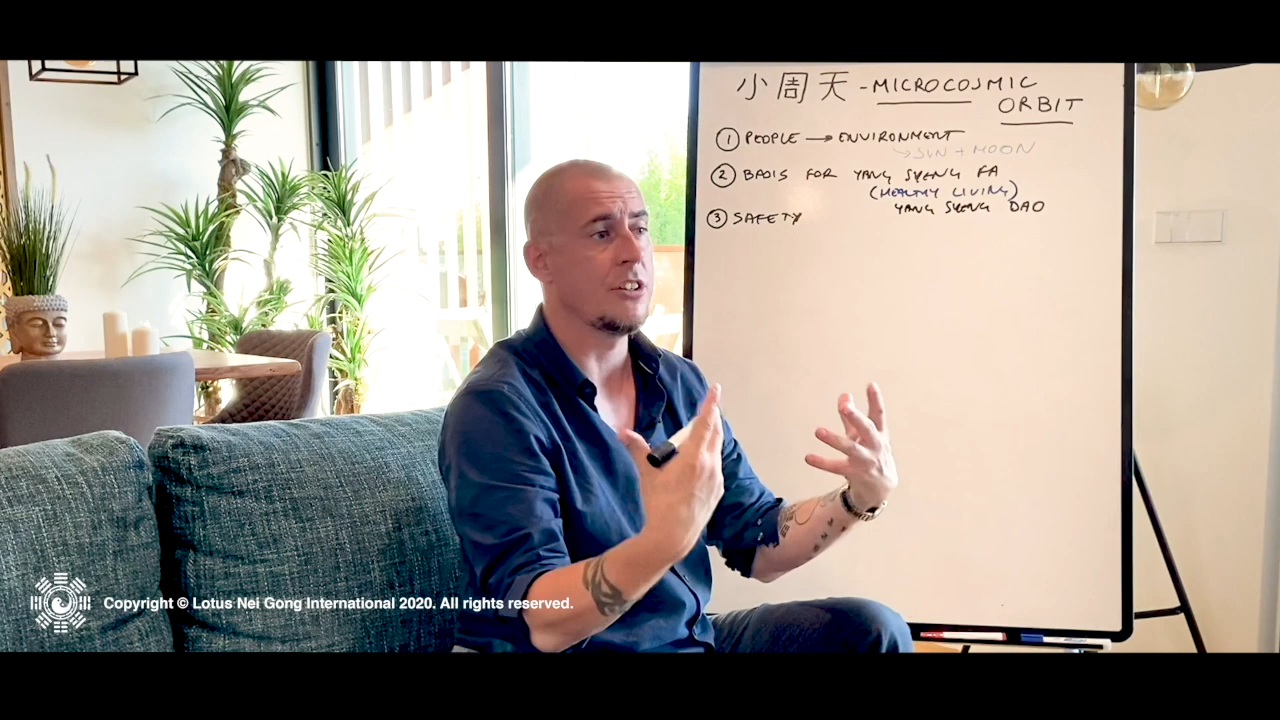 小周天 - MICROCOSMIC
ORBIT
① PEOPLE → ENVIRONMENT
↘ SUN + MOON
② BASIS FOR YANG SHENG FA
(HEALTHY LIVING)
YANG SHENG DAO
③ SAFETY
Copyright © Lotus Nei Gong International 2020. All rights reserved.